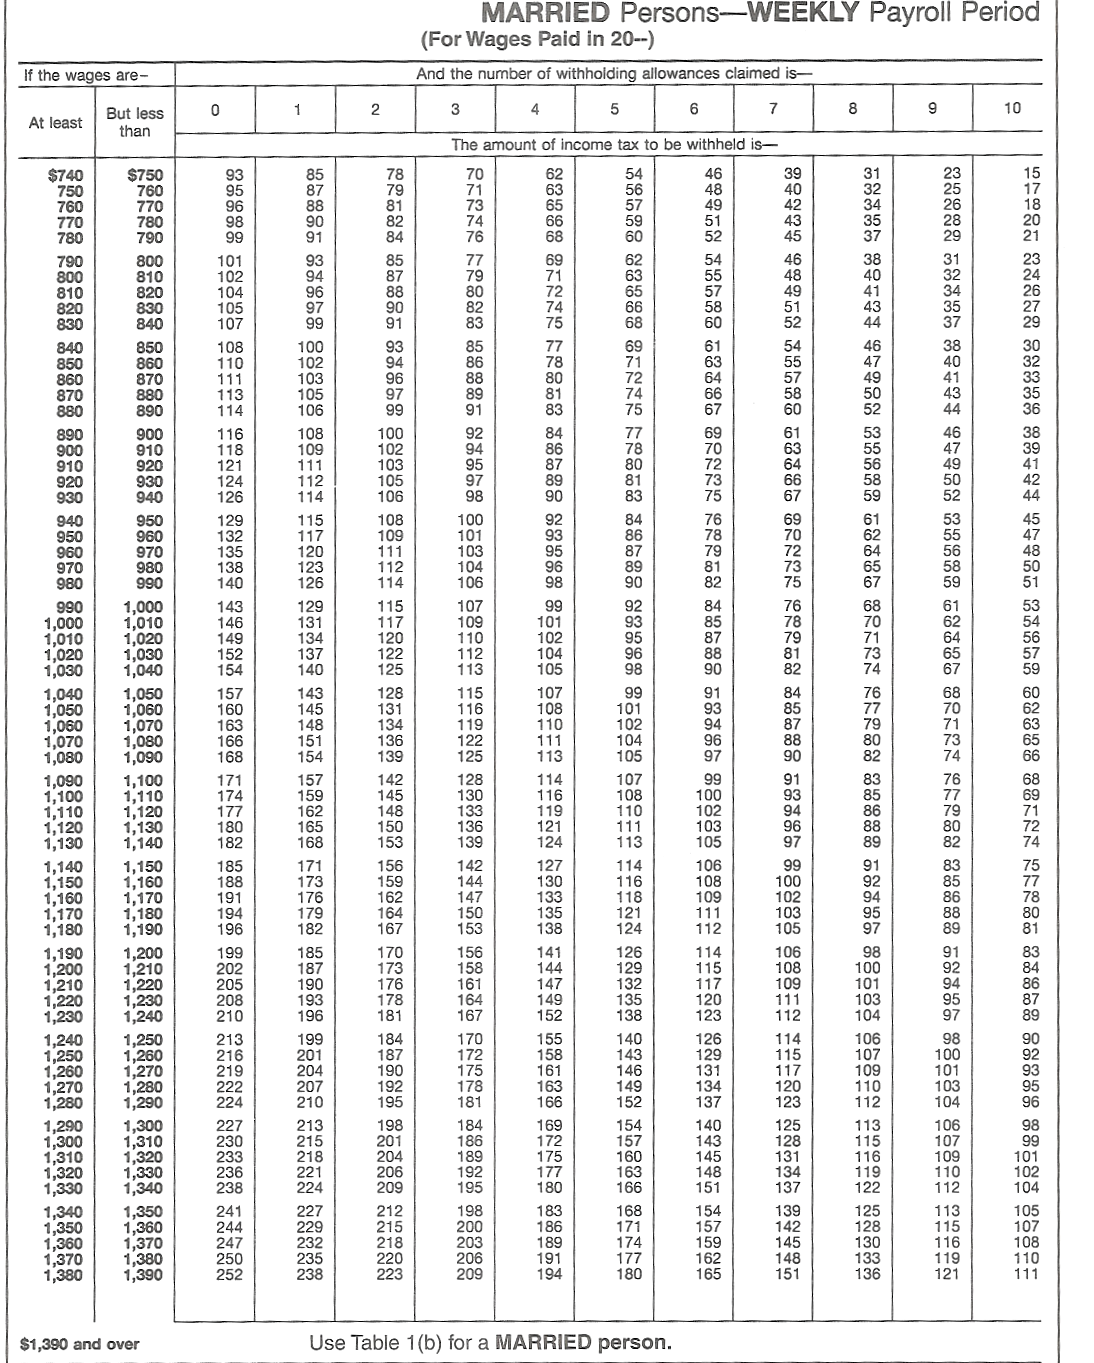 MARRIED Persons—WEEKLY Payroll Period
(For Wages Paid in 20--)
If the wages are– And the number of withholding allowances claimed is—
At least But less than 0 1 2 3 4 5 6 7 8 9 10
The amount of income tax to be withheld is—
$740 $750 93 85 78 70 62 54 46 39 31 23 15
750 760 95 87 79 71 63 56 48 40 32 25 17
760 770 96 88 81 73 65 57 49 42 34 26 18
770 780 98 90 82 74 66 59 51 43 35 28 20
780 790 99 91 84 76 68 60 52 45 37 29 21
790 800 101 93 85 77 69 62 54 46 38 31 23
800 810 102 94 87 79 71 63 55 48 40 32 24
810 820 104 96 88 80 72 65 57 49 41 34 26
820 830 105 97 90 82 74 66 58 51 43 35 27
830 840 107 99 91 83 75 68 60 52 44 37 29
840 850 108 100 93 85 77 69 61 54 46 38 30
850 860 110 102 94 86 78 71 63 55 47 40 32
860 870 111 103 96 88 80 72 64 57 49 41 33
870 880 113 105 97 89 81 74 66 58 50 43 35
880 890 114 106 99 91 83 75 67 60 52 44 36
890 900 116 108 100 92 84 77 69 61 53 46 38
900 910 118 109 102 94 86 78 70 63 55 47 39
910 920 121 111 103 95 87 80 72 64 56 49 41
920 930 124 112 105 97 89 81 73 66 58 50 42
930 940 126 114 106 98 90 83 75 67 59 52 44
940 950 129 115 108 100 92 84 76 69 61 53 45
950 960 132 117 109 101 93 86 78 70 62 55 47
960 970 135 120 111 103 95 87 79 72 64 56 48
970 980 138 123 112 104 96 89 81 73 65 58 50
980 990 140 126 114 106 98 90 82 75 67 59 51
990 1,000 143 129 115 107 99 92 84 76 68 61 53
1,000 1,010 146 131 117 109 101 93 85 78 70 62 54
1,010 1,020 149 134 120 110 102 95 87 79 71 64 56
1,020 1,030 152 137 122 112 104 96 88 81 73 65 57
1,030 1,040 154 140 125 113 105 98 90 82 74 67 59
1,040 1,050 157 143 128 115 107 99 91 84 76 68 60
1,050 1,060 160 145 131 116 108 101 93 85 77 70 62
1,060 1,070 163 148 134 119 110 102 94 87 79 71 63
1,070 1,080 166 151 136 122 111 104 96 88 80 73 65
1,080 1,090 168 154 139 125 113 105 97 90 82 74 66
1,090 1,100 171 157 142 128 114 107 99 91 83 76 68
1,100 1,110 174 159 145 130 116 108 100 93 85 77 69
1,110 1,120 177 162 148 133 119 110 102 94 86 79 71
1,120 1,130 180 165 150 136 121 111 103 96 88 80 72
1,130 1,140 182 168 153 139 124 113 105 97 89 82 74
1,140 1,150 185 171 156 142 127 114 106 99 91 83 75
1,150 1,160 188 173 159 144 130 116 108 100 92 85 77
1,160 1,170 191 176 162 147 133 118 109 102 94 86 78
1,170 1,180 194 179 164 150 135 121 111 103 95 88 80
1,180 1,190 196 182 167 153 138 124 112 105 97 89 81
1,190 1,200 199 185 170 156 141 126 114 106 98 91 83
1,200 1,210 202 187 173 158 144 129 115 108 100 92 84
1,210 1,220 205 190 176 161 147 132 117 109 101 94 86
1,220 1,230 208 193 178 164 149 135 120 111 103 95 87
1,230 1,240 210 196 181 167 152 138 123 112 104 97 89
1,240 1,250 213 199 184 170 155 140 126 114 106 98 90
1,250 1,260 216 201 187 172 158 143 129 115 107 100 92
1,260 1,270 219 204 190 175 161 146 131 117 109 101 93
1,270 1,280 222 207 192 178 163 149 134 120 110 103 95
1,280 1,290 224 210 195 181 166 152 137 123 112 104 96
1,290 1,300 227 213 198 184 169 154 140 125 113 106 98
1,300 1,310 230 215 201 186 172 157 143 128 115 107 99
1,310 1,320 233 218 204 189 175 160 145 131 116 109 101
1,320 1,330 236 221 206 192 177 163 148 134 119 110 102
1,330 1,340 238 224 209 195 180 166 151 137 122 112 104
1,340 1,350 241 227 212 198 183 168 154 139 125 113 105
1,350 1,360 244 229 215 200 186 171 157 142 128 115 107
1,360 1,370 247 232 218 203 189 174 159 145 130 116 108
1,370 1,380 250 235 220 206 191 177 162 148 133 119 110
1,380 1,390 252 238 223 209 194 180 165 151 136 121 111
$1,390 and over Use Table 1(b) for a MARRIED person.